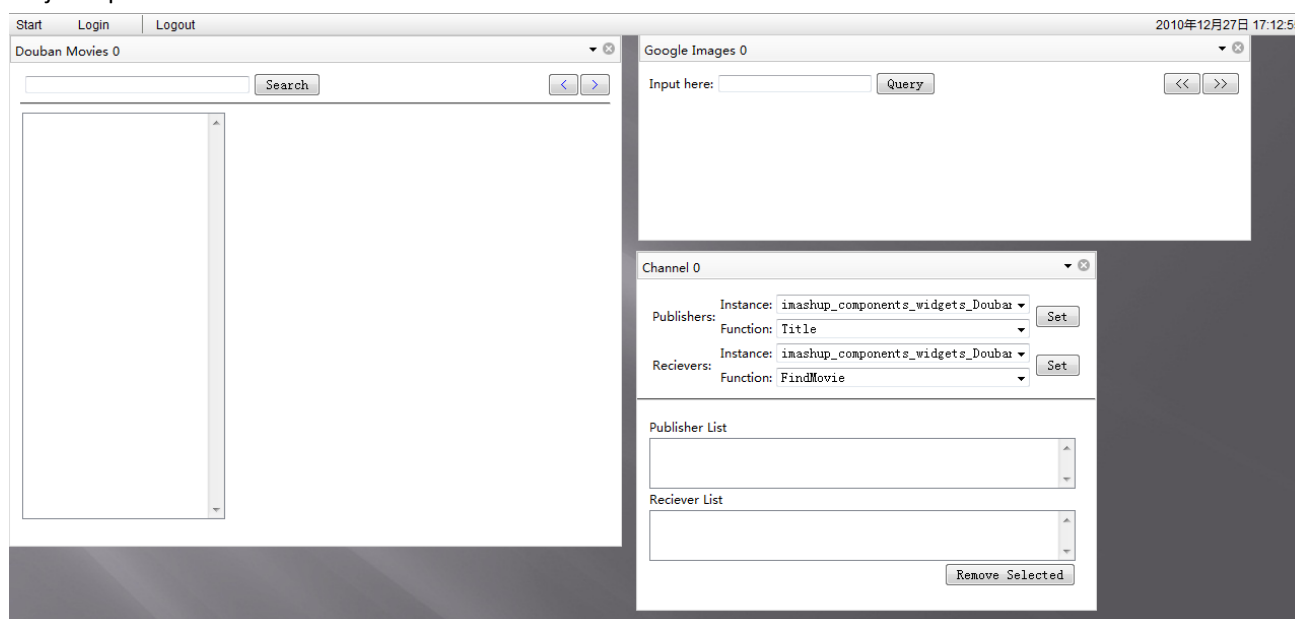 Start Login Logout 2010年12月27日 17:12:5
Douban Movies 0
Search < >
Google Images 0
Input here: Query << >>
Channel 0
Publishers: Instance: imashup_components_widgets_Douban Set
Function: Title
Recievers: Instance: imashup_components_widgets_Douban Set
Function: FindMovie
Publisher List
Reciever List
Remove Selected